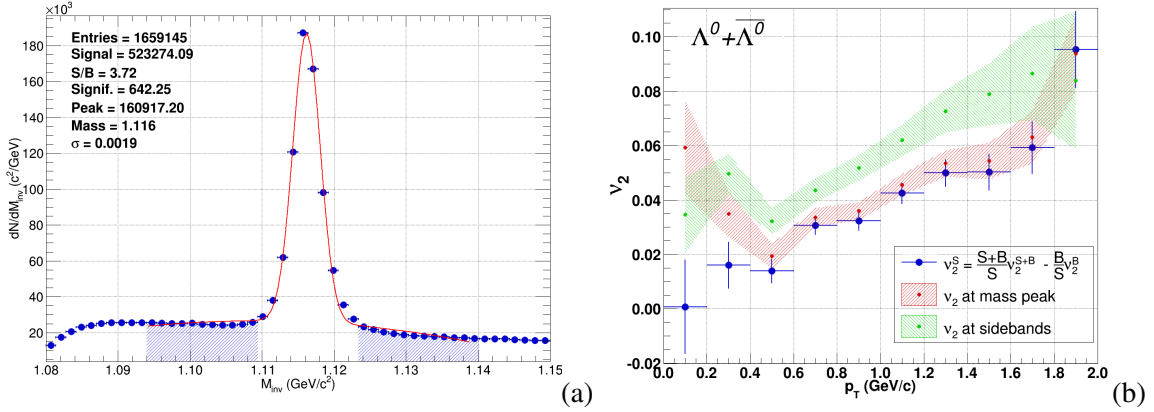 ×10³
180
160
140
120
100
80
60
40
20
dN/dM_inv (c²/GeV)
Entries = 1659145
Signal = 523274.09
S/B = 3.72
Signif. = 642.25
Peak = 160917.20
Mass = 1.116
σ = 0.0019
1.08 1.09 1.10 1.11 1.12 1.13 1.14 1.15
M_inv (GeV/c²)
(a)
0.10
0.08
0.06
0.04
0.02
0.00
-0.02
ν₂
Λ⁰+Λ̅⁰
ν₂^S = (S+B)/S ν₂^(S+B) - B/S ν₂^B
ν₂ at mass peak
ν₂ at sidebands
0.0 0.2 0.4 0.6 0.8 1.0 1.2 1.4 1.6 1.8 2.0
p_T (GeV/c)
(b)